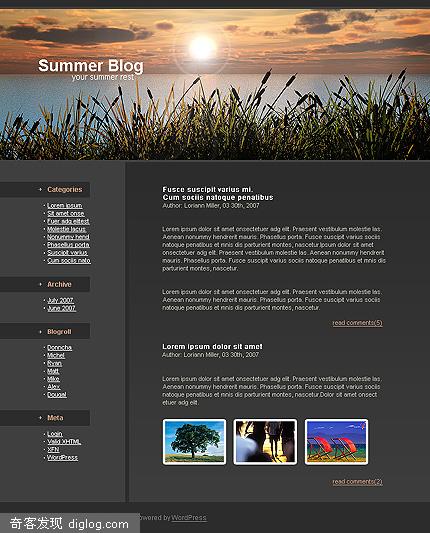 Summer Blog
your summer rest
+ Categories
· Lorem ipsum
· Sit amet onse
· Fuer adg elitest
· Molestie lacus
· Nonummy hend
· Phasellus porta
· Suscipit varius
· Cum sociis nato
+ Archive
· July 2007
· June 2007
+ Blogroll
· Donncha
· Michel
· Ryan
· Matt
· Mike
· Alex
· Dougal
+ Meta
· Login
· Valid XHTML
· XFN
· WordPress
Fusce suscipit varius mi.
Cum sociis natoque penatibus
Author: Loriann Miller, 03 30th, 2007
Lorem ipsum dolor sit amet onsectetuer adg elit. Praesent vestibulum molestie las.
Aenean nonummy hendrerit mauris. Phasellus porta. Fusce suscipit varius sociis
natoque penatibus et mnis dis parturient montes, nascetur.Ipsum dolor sit amet
onsectetuer adg elit. Praesent vestibulum molestie las. Aenean nonummy hendrerit
mauris. Phasellus porta. Fusce suscipit varius sociis natoque penatibus et mnis dis
parturient montes, nascetur.
Lorem ipsum dolor sit amet onsectetuer adg elit. Praesent vestibulum molestie las.
Aenean nonummy hendrerit mauris. Phasellus porta. Fusce suscipit varius sociis
natoque penatibus et mnis dis parturient montes, nascetur.
read comments(5)
Lorem ipsum dolor sit amet
Author: Loriann Miller, 03 30th, 2007
Lorem ipsum dolor sit amet onsectetuer adg elit. Praesent vestibulum molestie las.
Aenean nonummy hendrerit mauris. Phasellus porta. Fusce suscipit varius sociis
natoque penatibus et mnis dis parturient montes, nascetur.Dolor sit amet onsect
etuer adg elit.
read comments(2)
owered by WordPress
奇客发现 diglog.com